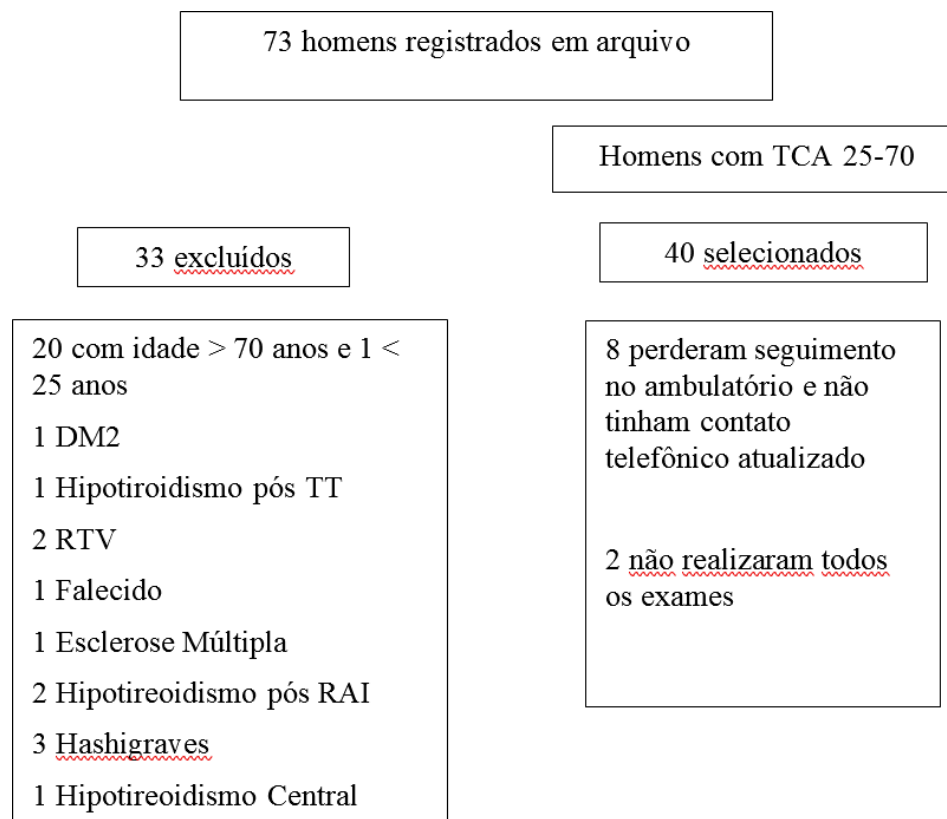 73 homens registrados em arquivo
Homens com TCA 25-70
33 excluídos
40 selecionados
20 com idade > 70 anos e 1 <
25 anos
1 DM2
1 Hipotiroidismo pós TT
2 RTV
1 Falecido
1 Esclerose Múltipla
2 Hipotireoidismo pós RAI
3 Hashigraves
1 Hipotireoidismo Central
8 perderam seguimento
no ambulatório e não
tinham contato
telefônico atualizado
2 não realizaram todos
os exames